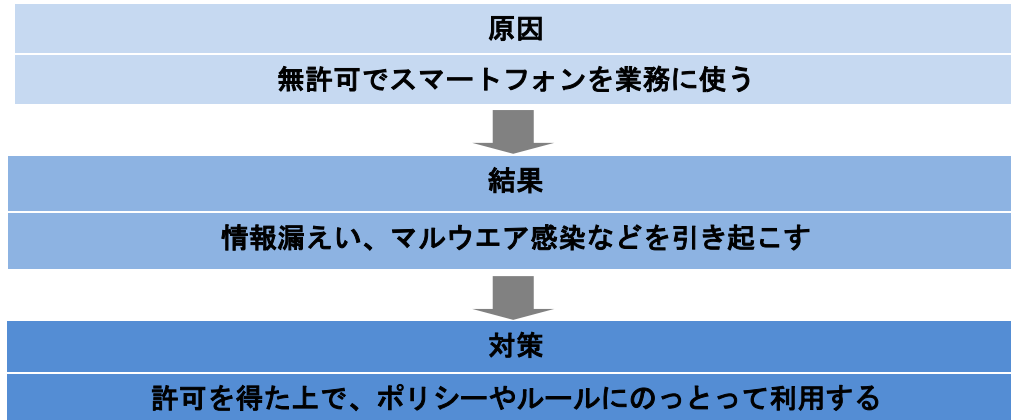 原因
無許可でスマートフォンを業務に使う
結果
情報漏えい、マルウエア感染などを引き起こす
対策
許可を得た上で、ポリシーやルールにのっとって利用する